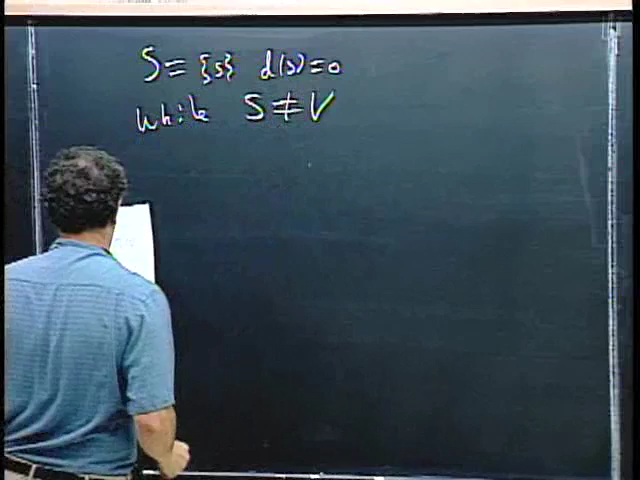 S = {s} d(s) = 0
while S ≠ V